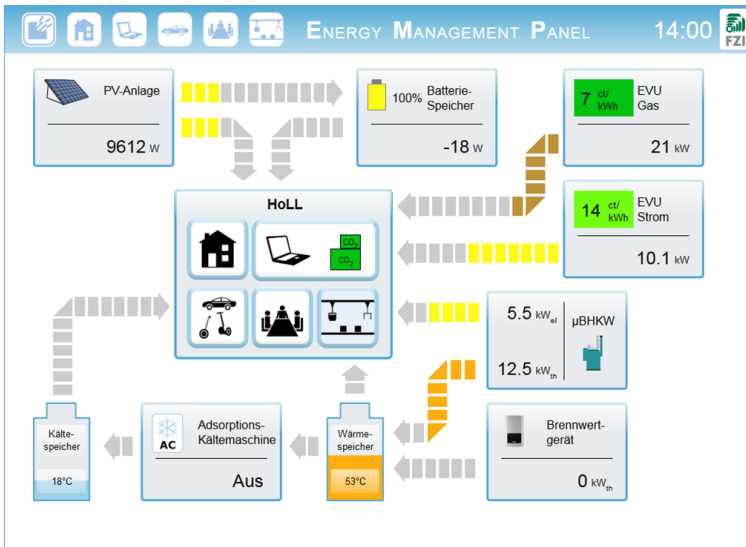 ENERGY MANAGEMENT PANEL
14:00
FZI
PV-Anlage
9612 W
100% Batterie-
Speicher
-18 W
7 ct/
kWh
EVU
Gas
21 kW
HoLL
CO2
CO2
14 ct/
kWh
EVU
Strom
10.1 kW
5.5 kWel
µBHKW
12.5 kWth
Kälte-
speicher
18°C
AC
Adsorptions-
Kältemaschine
Aus
Wärme-
speicher
53°C
Brennwert-
gerät
0 kWth